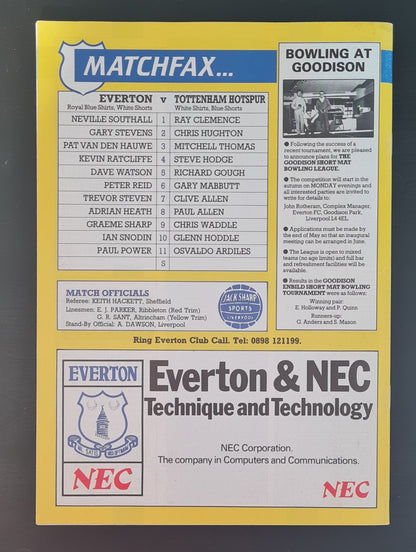 MATCHFAX...
EVERTON v TOTTENHAM HOTSPUR
Royal Blue Shirts, White Shorts White Shirts, Blue Shorts
NEVILLE SOUTHALL 1 RAY CLEMENCE
GARY STEVENS 2 CHRIS HUGHTON
PAT VAN DEN HAUWE 3 MITCHELL THOMAS
KEVIN RATCLIFFE 4 STEVE HODGE
DAVE WATSON 5 RICHARD GOUGH
PETER REID 6 GARY MABBUTT
TREVOR STEVEN 7 CLIVE ALLEN
ADRIAN HEATH 8 PAUL ALLEN
GRAEME SHARP 9 CHRIS WADDLE
IAN SNODIN 10 GLENN HODDLE
PAUL POWER 11 OSVALDO ARDILES
S
MATCH OFFICIALS
Referee: KEITH HACKETT, Sheffield
Linesmen: E. J. PARKER, Ribbleton (Red Trim)
G. R. SANT, Altrincham (Yellow Trim)
Stand-By Official: A. DAWSON, Liverpool
JACK SHARP
SPORTS
LIVERPOOL
BOWLING AT
GOODISON
● Following the success of a
recent tournament, we are pleased
to announce plans for THE
GOODISON SHORT MAT
BOWLING LEAGUE.
● The competition will start in the
autumn on MONDAY evenings and
all interested parties are invited to
write for details to:
John Rotheram, Complex Manager,
Everton FC, Goodison Park,
Liverpool L4 4EL.
● Applications must be made by the
end of May so that an inaugural
meeting can be arranged in June.
● The League is open to mixed
teams (no age limits) and full bar
and refreshment facilities will be
available.
● Results in the GOODISON
ENBILD SHORT MAT BOWLING
TOURNAMENT were as follows:
Winning pair:
E. Holloway and P. Quinn
Runners-up:
G. Anders and S. Mason
Ring Everton Club Call. Tel: 0898 121199.
EVERTON
NEC
Everton & NEC
Technique and Technology
NEC Corporation.
The company in Computers and Communications.
NEC